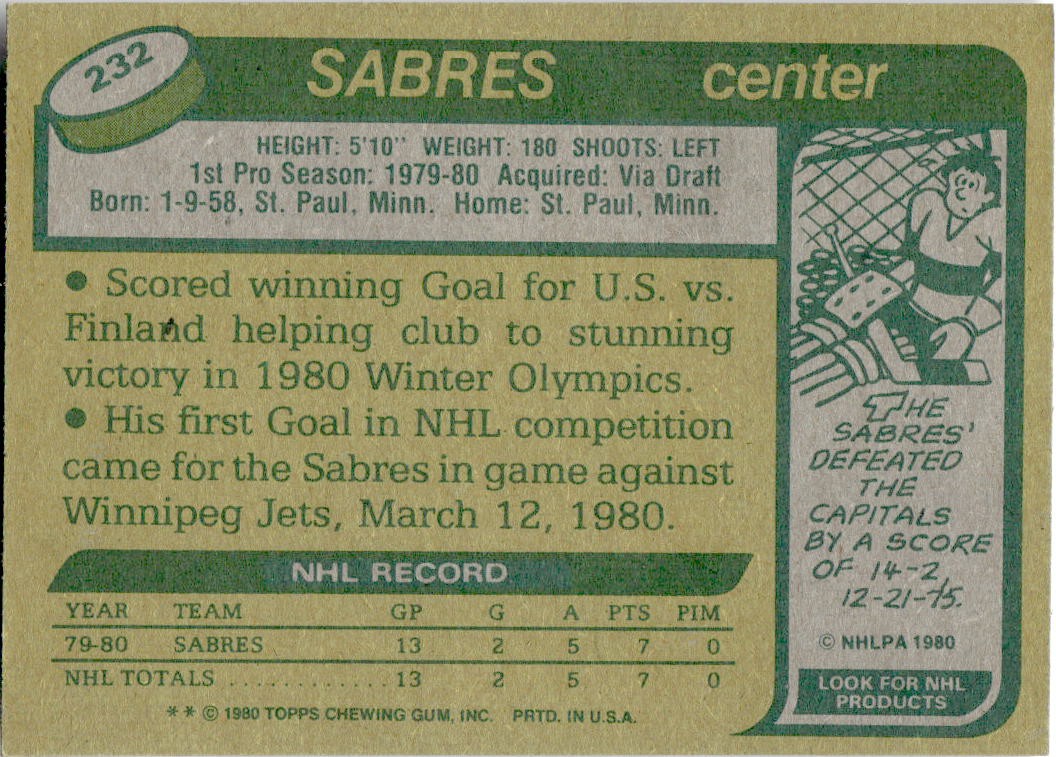 232
SABRES center
HEIGHT: 5'10" WEIGHT: 180 SHOOTS: LEFT
1st Pro Season: 1979-80 Acquired: Via Draft
Born: 1-9-58, St. Paul, Minn. Home: St. Paul, Minn.
• Scored winning Goal for U.S. vs.
Finland helping club to stunning
victory in 1980 Winter Olympics.
• His first Goal in NHL competition
came for the Sabres in game against
Winnipeg Jets, March 12, 1980.
NHL RECORD
YEAR TEAM GP G A PTS PIM
79-80 SABRES 13 2 5 7 0
NHL TOTALS ............ 13 2 5 7 0
** © 1980 TOPPS CHEWING GUM, INC. PRTD. IN U.S.A.
THE
SABRES'
DEFEATED
THE
CAPITALS
BY A SCORE
OF 14-2,
12-21-75.
© NHLPA 1980
LOOK FOR NHL
PRODUCTS